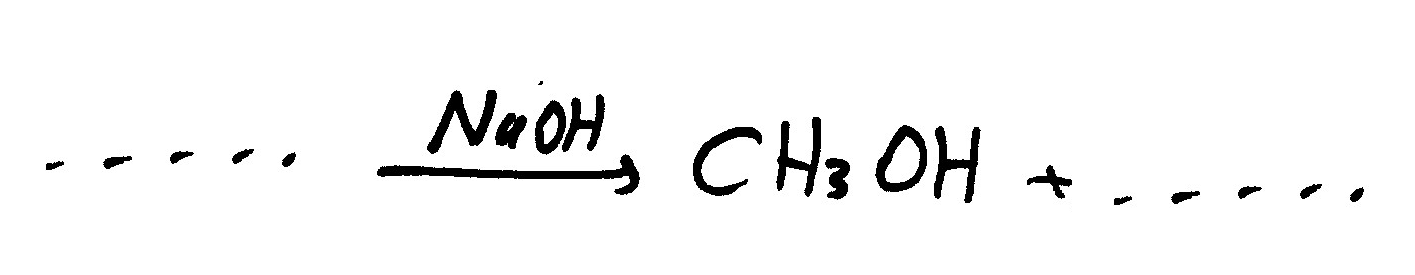 ----. NaOH → CH₃OH + -----.